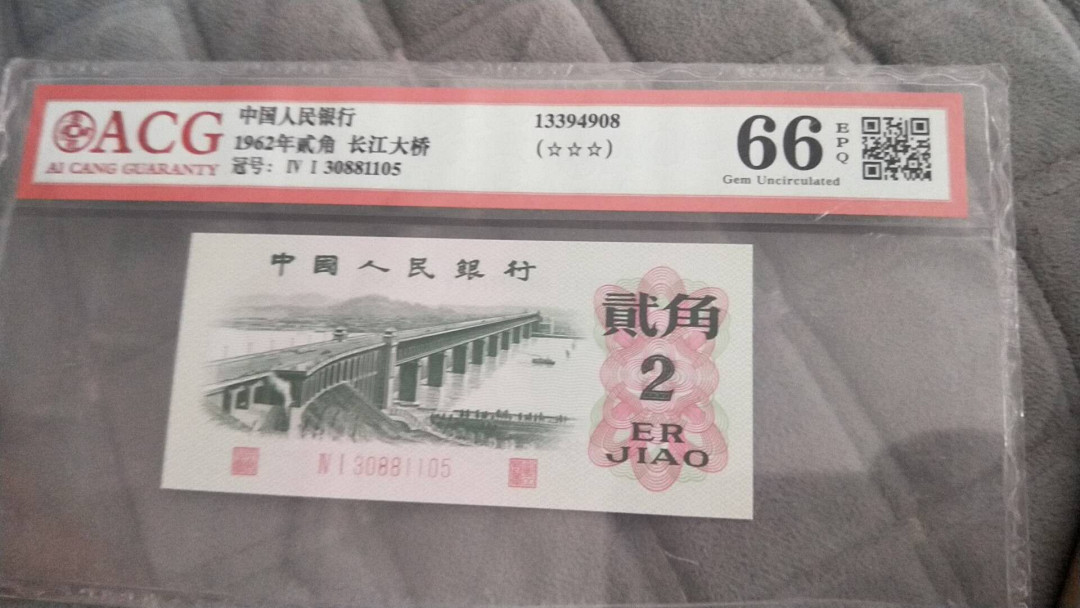 ACG
AI CANG GUARANTY
中国人民银行
1962年贰角 长江大桥
冠号: Ⅳ Ⅰ 30881105
13394908
(☆☆☆)
66
EPQ
Gem Uncirculated
中國人民銀行
貳角
2
ER
JIAO
Ⅳ Ⅰ 30881105